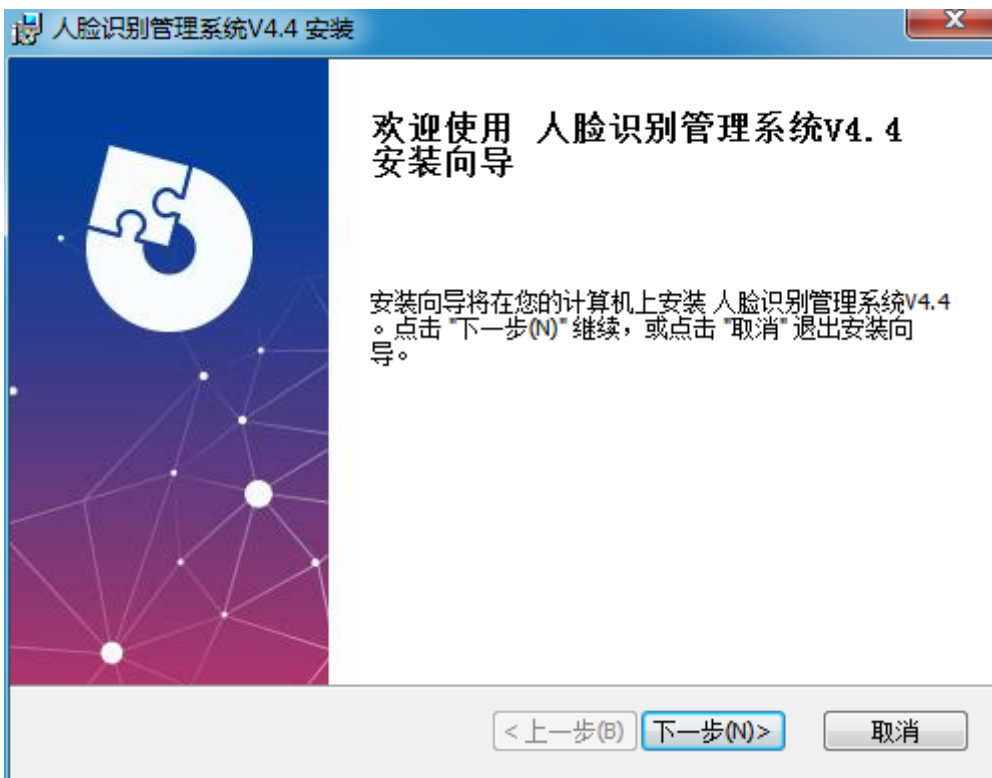 人脸识别管理系统V4.4 安装
欢迎使用 人脸识别管理系统V4.4
安装向导
安装向导将在您的计算机上安装 人脸识别管理系统V4.4
。点击 "下一步(N)" 继续，或点击 "取消" 退出安装向
导。
<上一步(B) 下一步(N)> 取消